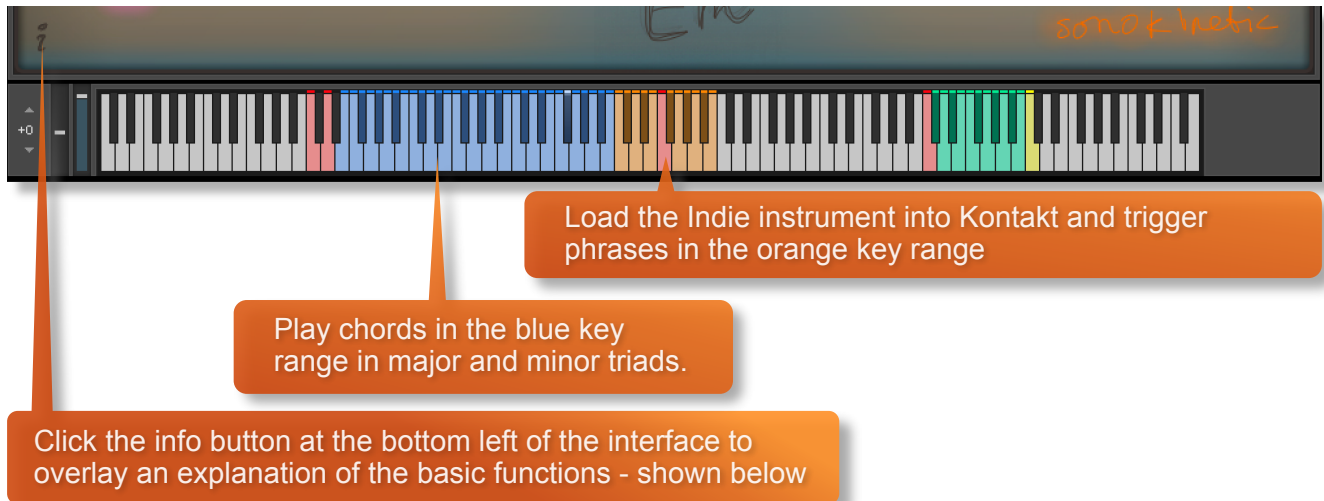 i
Em
sonokinetic
+0
Load the Indie instrument into Kontakt and trigger
phrases in the orange key range
Play chords in the blue key
range in major and minor triads.
Click the info button at the bottom left of the interface to
overlay an explanation of the basic functions - shown below